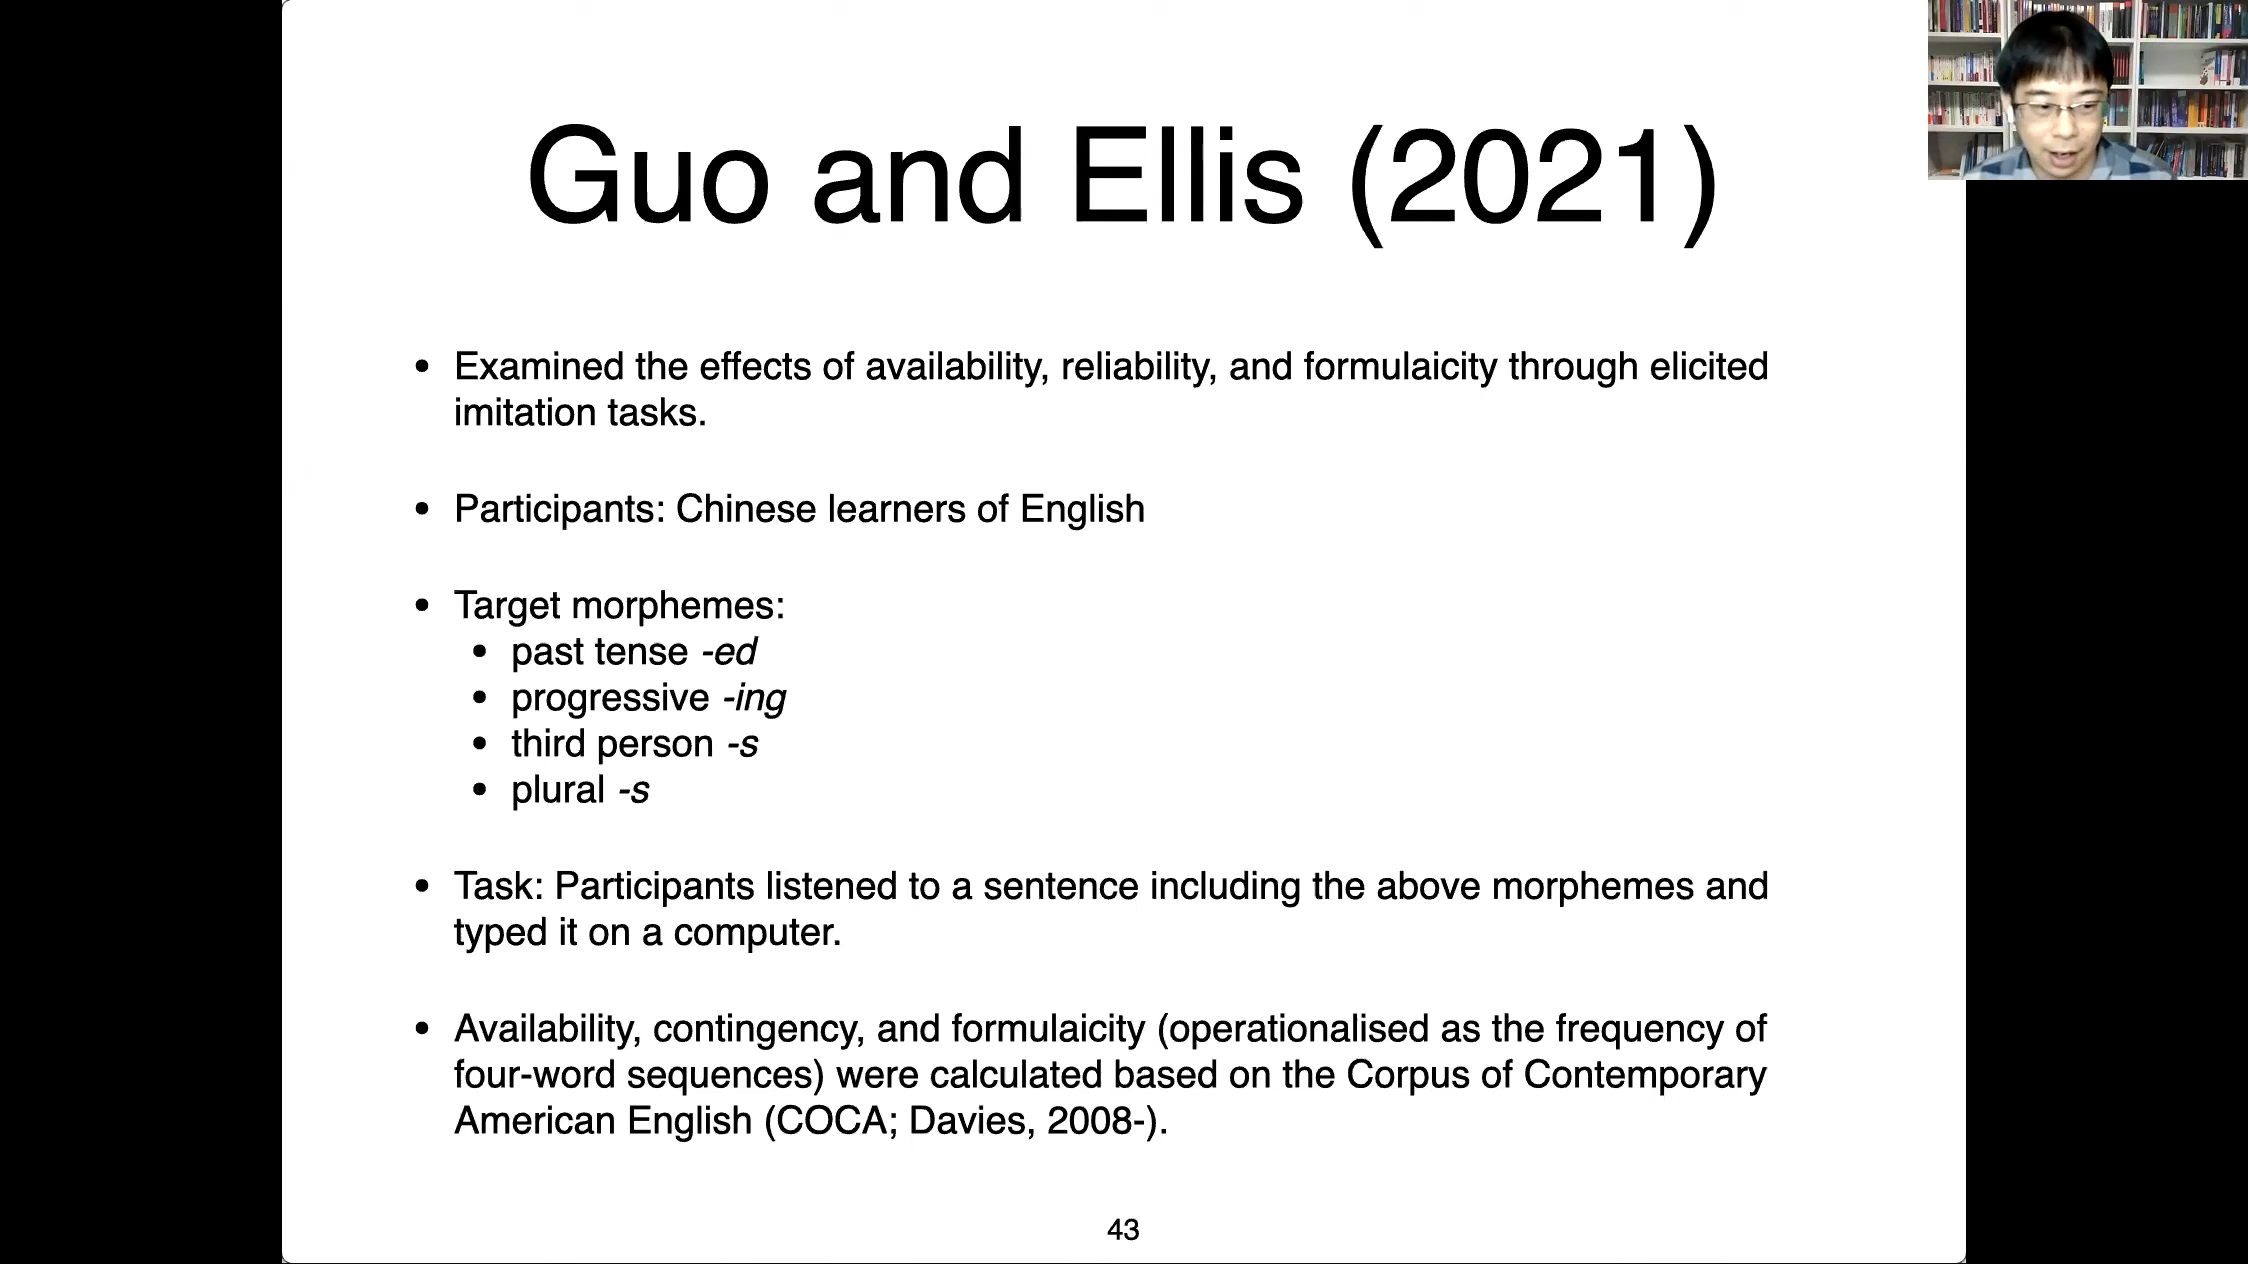 Guo and Ellis (2021)
• Examined the effects of availability, reliability, and formulaicity through elicited
imitation tasks.
• Participants: Chinese learners of English
• Target morphemes:
• past tense -ed
• progressive -ing
• third person -s
• plural -s
• Task: Participants listened to a sentence including the above morphemes and
typed it on a computer.
• Availability, contingency, and formulaicity (operationalised as the frequency of
four-word sequences) were calculated based on the Corpus of Contemporary
American English (COCA; Davies, 2008-).
43